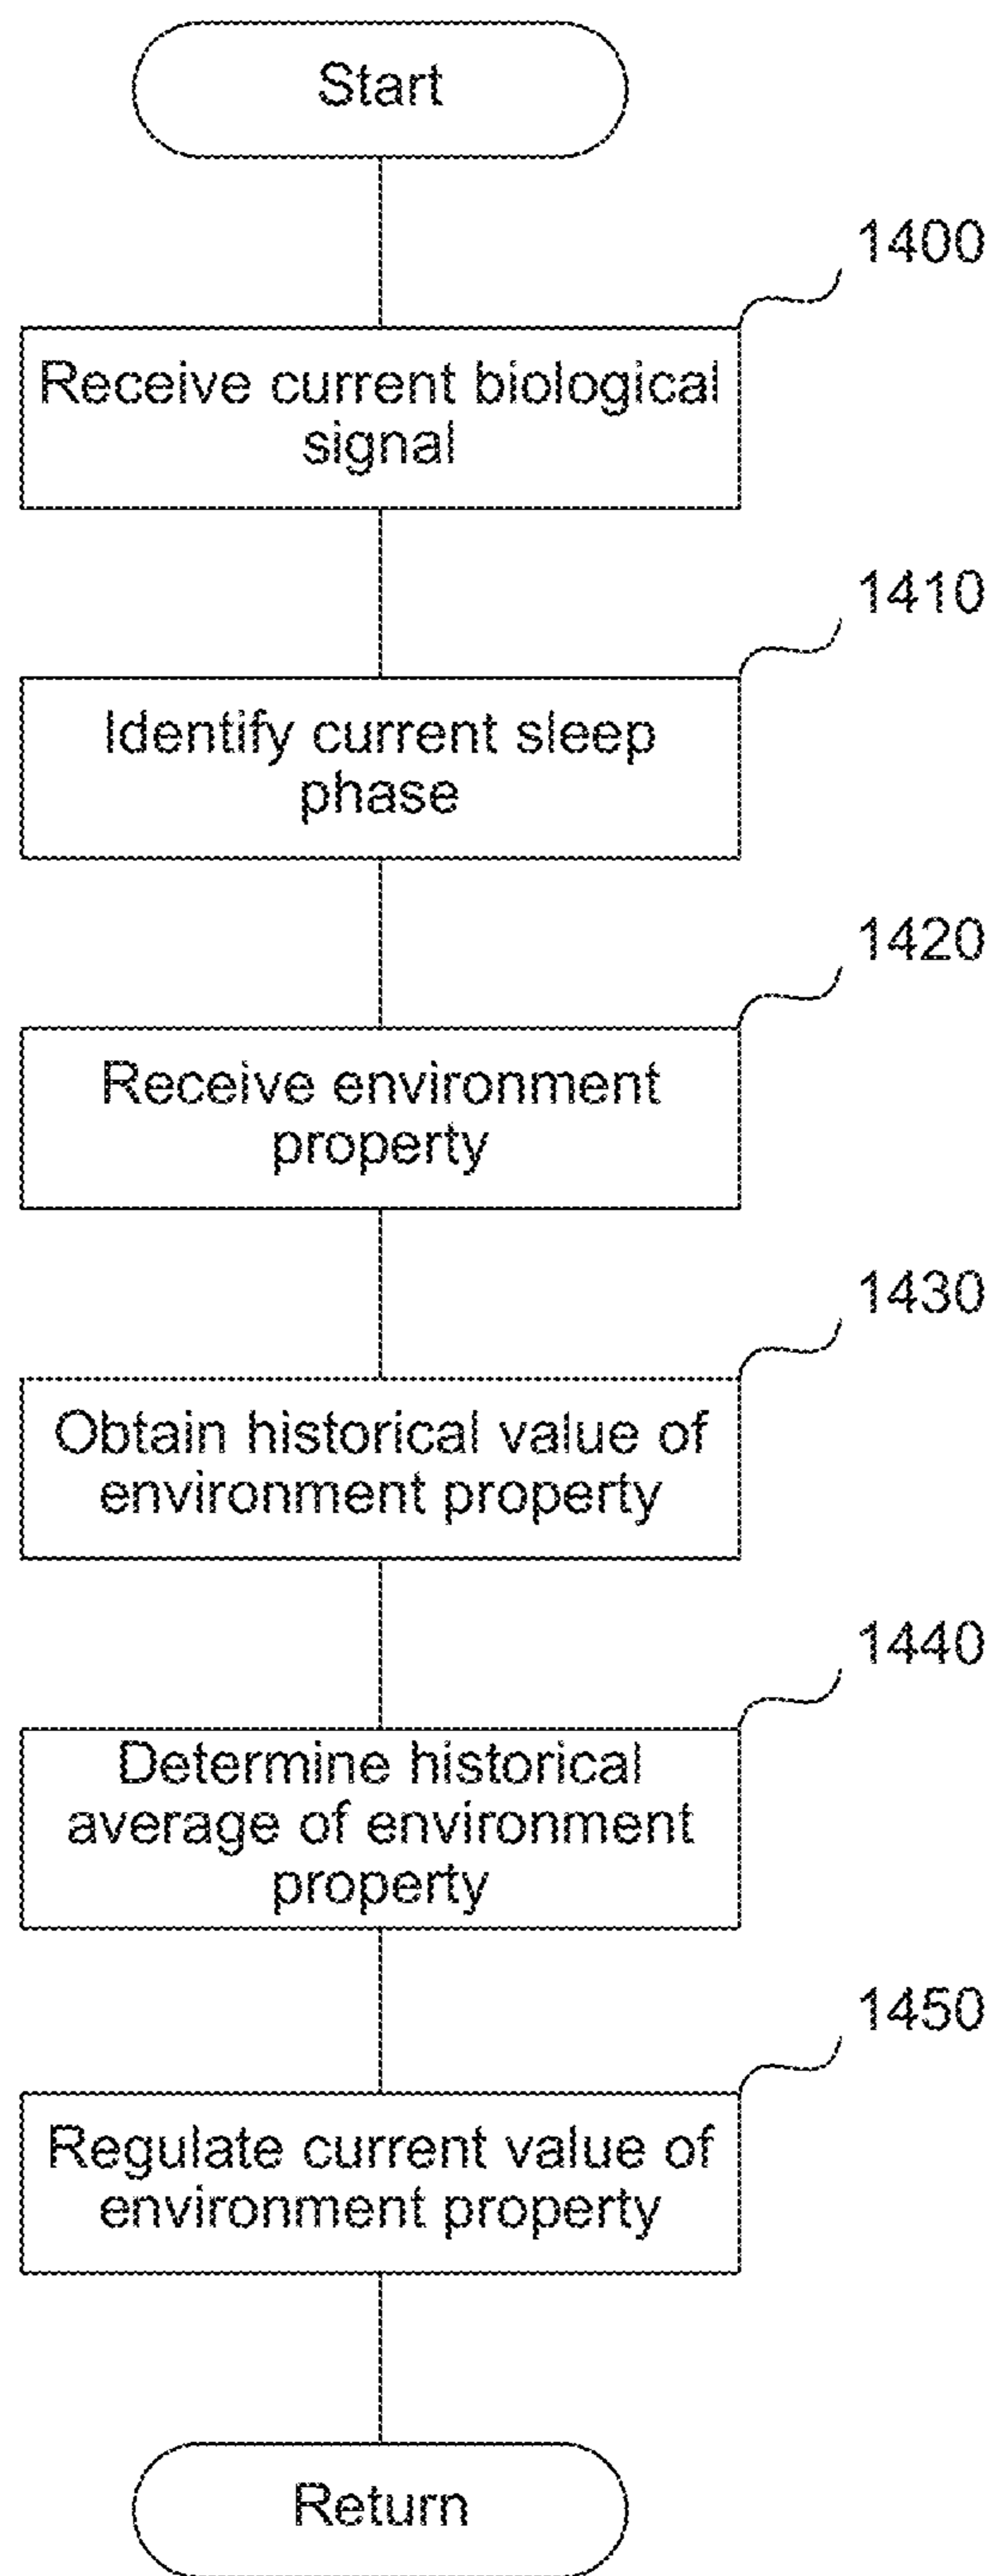 Start
1400
Receive current biological
signal
1410
Identify current sleep
phase
1420
Receive environment
property
1430
Obtain historical value of
environment property
1440
Determine historical
average of environment
property
1450
Regulate current value of
environment property
Return